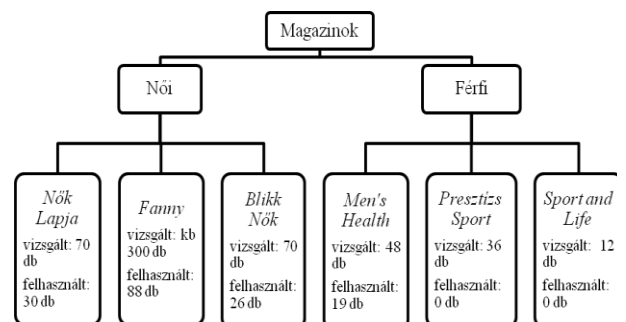 Magazinok
Női
Férfi
Nők
Lapja
vizsgált: 70
db
felhasznált:
30 db
Fanny
vizsgált: kb
300 db
felhasznált:
88 db
Blikk
Nők
vizsgált: 70
db
felhasznált:
26 db
Men's
Health
vizsgált: 48
db
felhasznált:
19 db
Presztízs
Sport
vizsgált: 36
db
felhasznált:
0 db
Sport and
Life
vizsgált: 12
db
felhasznált:
0 db